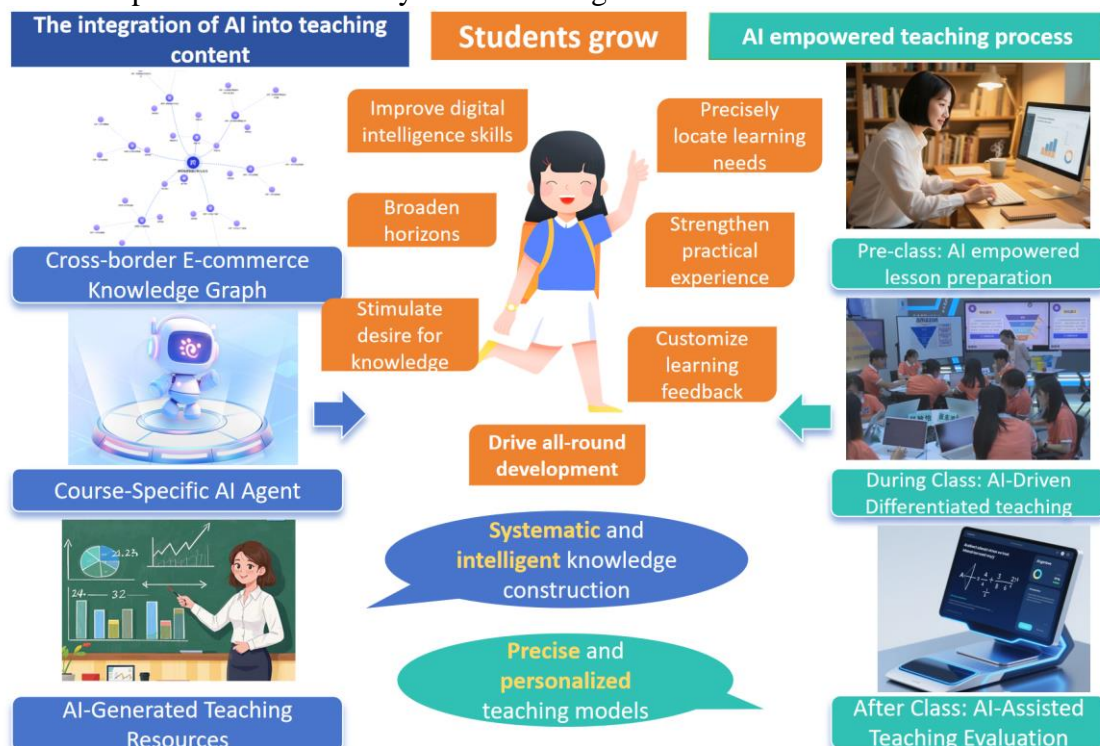 The integration of AI into teaching
content
Students grow
AI empowered teaching process
Improve digital
intelligence skills
Precisely
locate learning
needs
Broaden
horizons
Strengthen
practical
experience
Stimulate
desire for
knowledge
Customize
learning
feedback
Drive all-round
development
Cross-border E-commerce
Knowledge Graph
Course-Specific AI Agent
21,23,
24.
32
AI-Generated Teaching
Resources
Pre-class: AI empowered
lesson preparation
During Class: AI-Driven
Differentiated teaching
After Class: AI-Assisted
Teaching Evaluation
Systematic and
intelligent knowledge
construction
Precise and
personalized
teaching models